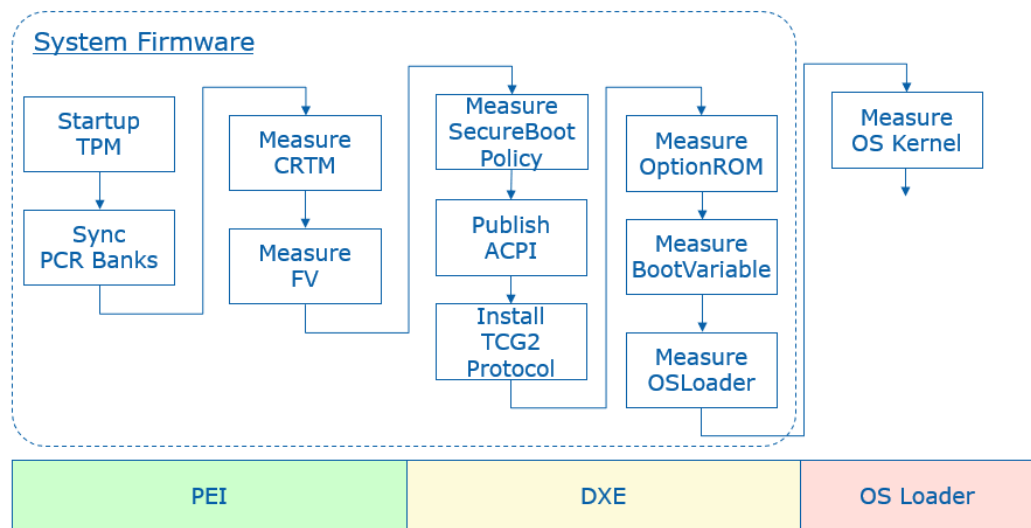 System Firmware
Startup
TPM
Sync
PCR Banks
Measure
CRTM
Measure
FV
Measure
SecureBoot
Policy
Publish
ACPI
Install
TCG2
Protocol
Measure
OptionROM
Measure
BootVariable
Measure
OSLoader
Measure
OS Kernel
PEI
DXE
OS Loader